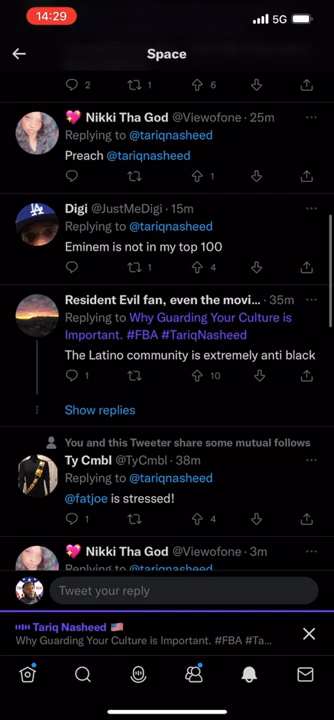 14:29
5G
Space
2 1 6
Nikki Tha God @Viewofone · 25m
Replying to @tariqnasheed
Preach @tariqnasheed
1
Digi @JustMeDigi · 15m
Replying to @tariqnasheed
Eminem is not in my top 100
1 4
Resident Evil fan, even the movi... · 35m
Replying to Why Guarding Your Culture is
Important. #FBA #TariqNasheed
The Latino community is extremely anti black
1 10
Show replies
You and this Tweeter share some mutual follows
Ty Cmbl @TyCmbl · 38m
Replying to @tariqnasheed
@fatjoe is stressed!
1 4
Nikki Tha God @Viewofone · 3m
Replying to @tariqnasheed
Tweet your reply
Tariq Nasheed
Why Guarding Your Culture is Important. #FBA #Ta...